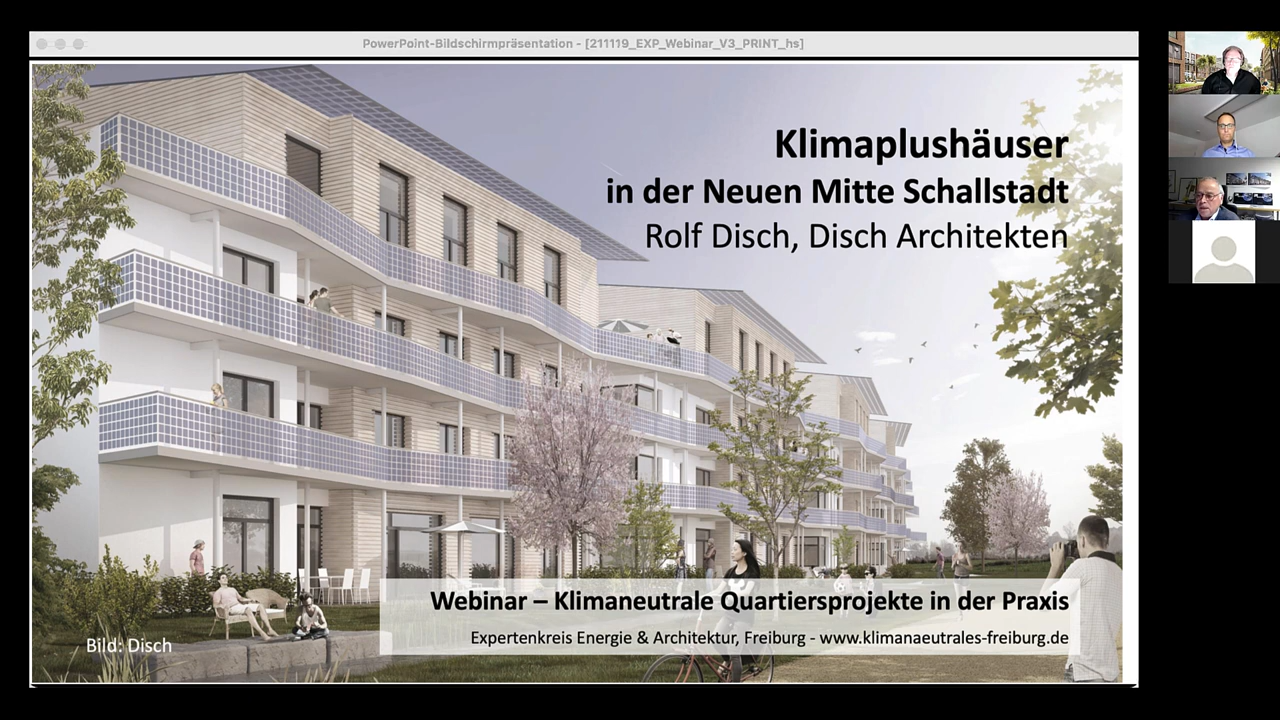 PowerPoint-Bildschirmpräsentation - [211119_EXP_Webinar_V3_PRINT_hs]
Klimaplushäuser
in der Neuen Mitte Schallstadt
Rolf Disch, Disch Architekten
Webinar – Klimaneutrale Quartiersprojekte in der Praxis
Expertenkreis Energie & Architektur, Freiburg - www.klimanaeutrales-freiburg.de
Bild: Disch